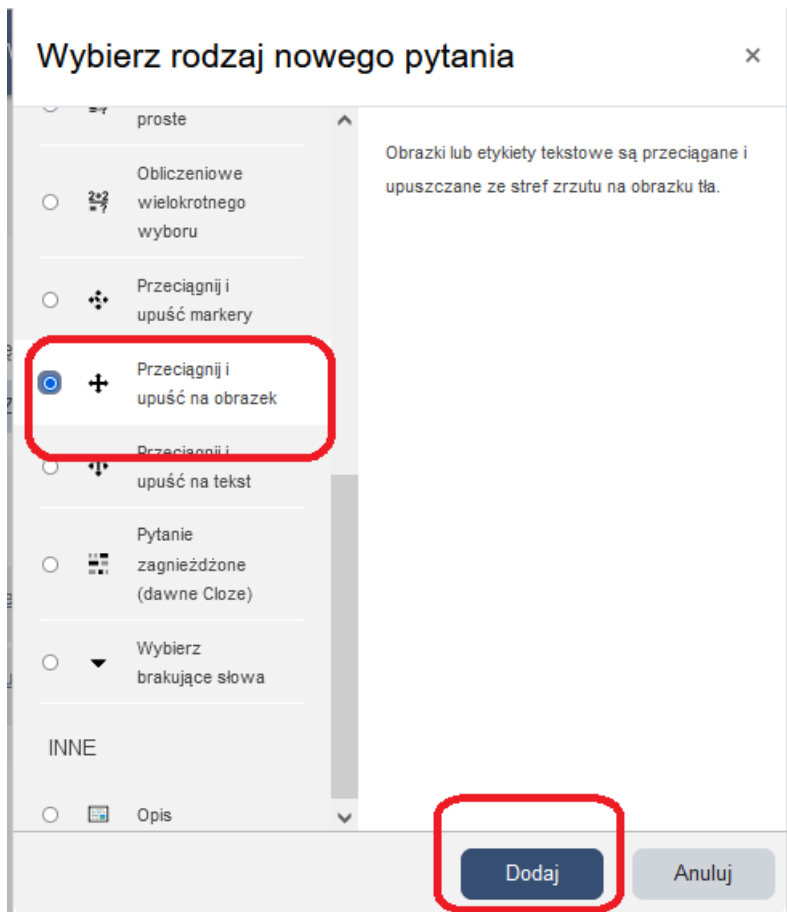 Wybierz rodzaj nowego pytania
×
proste
Obliczeniowe
wielokrotnego
wyboru
Przeciągnij i
upuść markery
Przeciągnij i
upuść na obrazek
Przeciągnij i
upuść na tekst
Pytanie
zagnieżdżone
(dawne Cloze)
Wybierz
brakujące słowa
INNE
Opis
Obrazki lub etykiety tekstowe są przeciągane i
upuszczane ze stref zrzutu na obrazku tła.
Dodaj
Anuluj